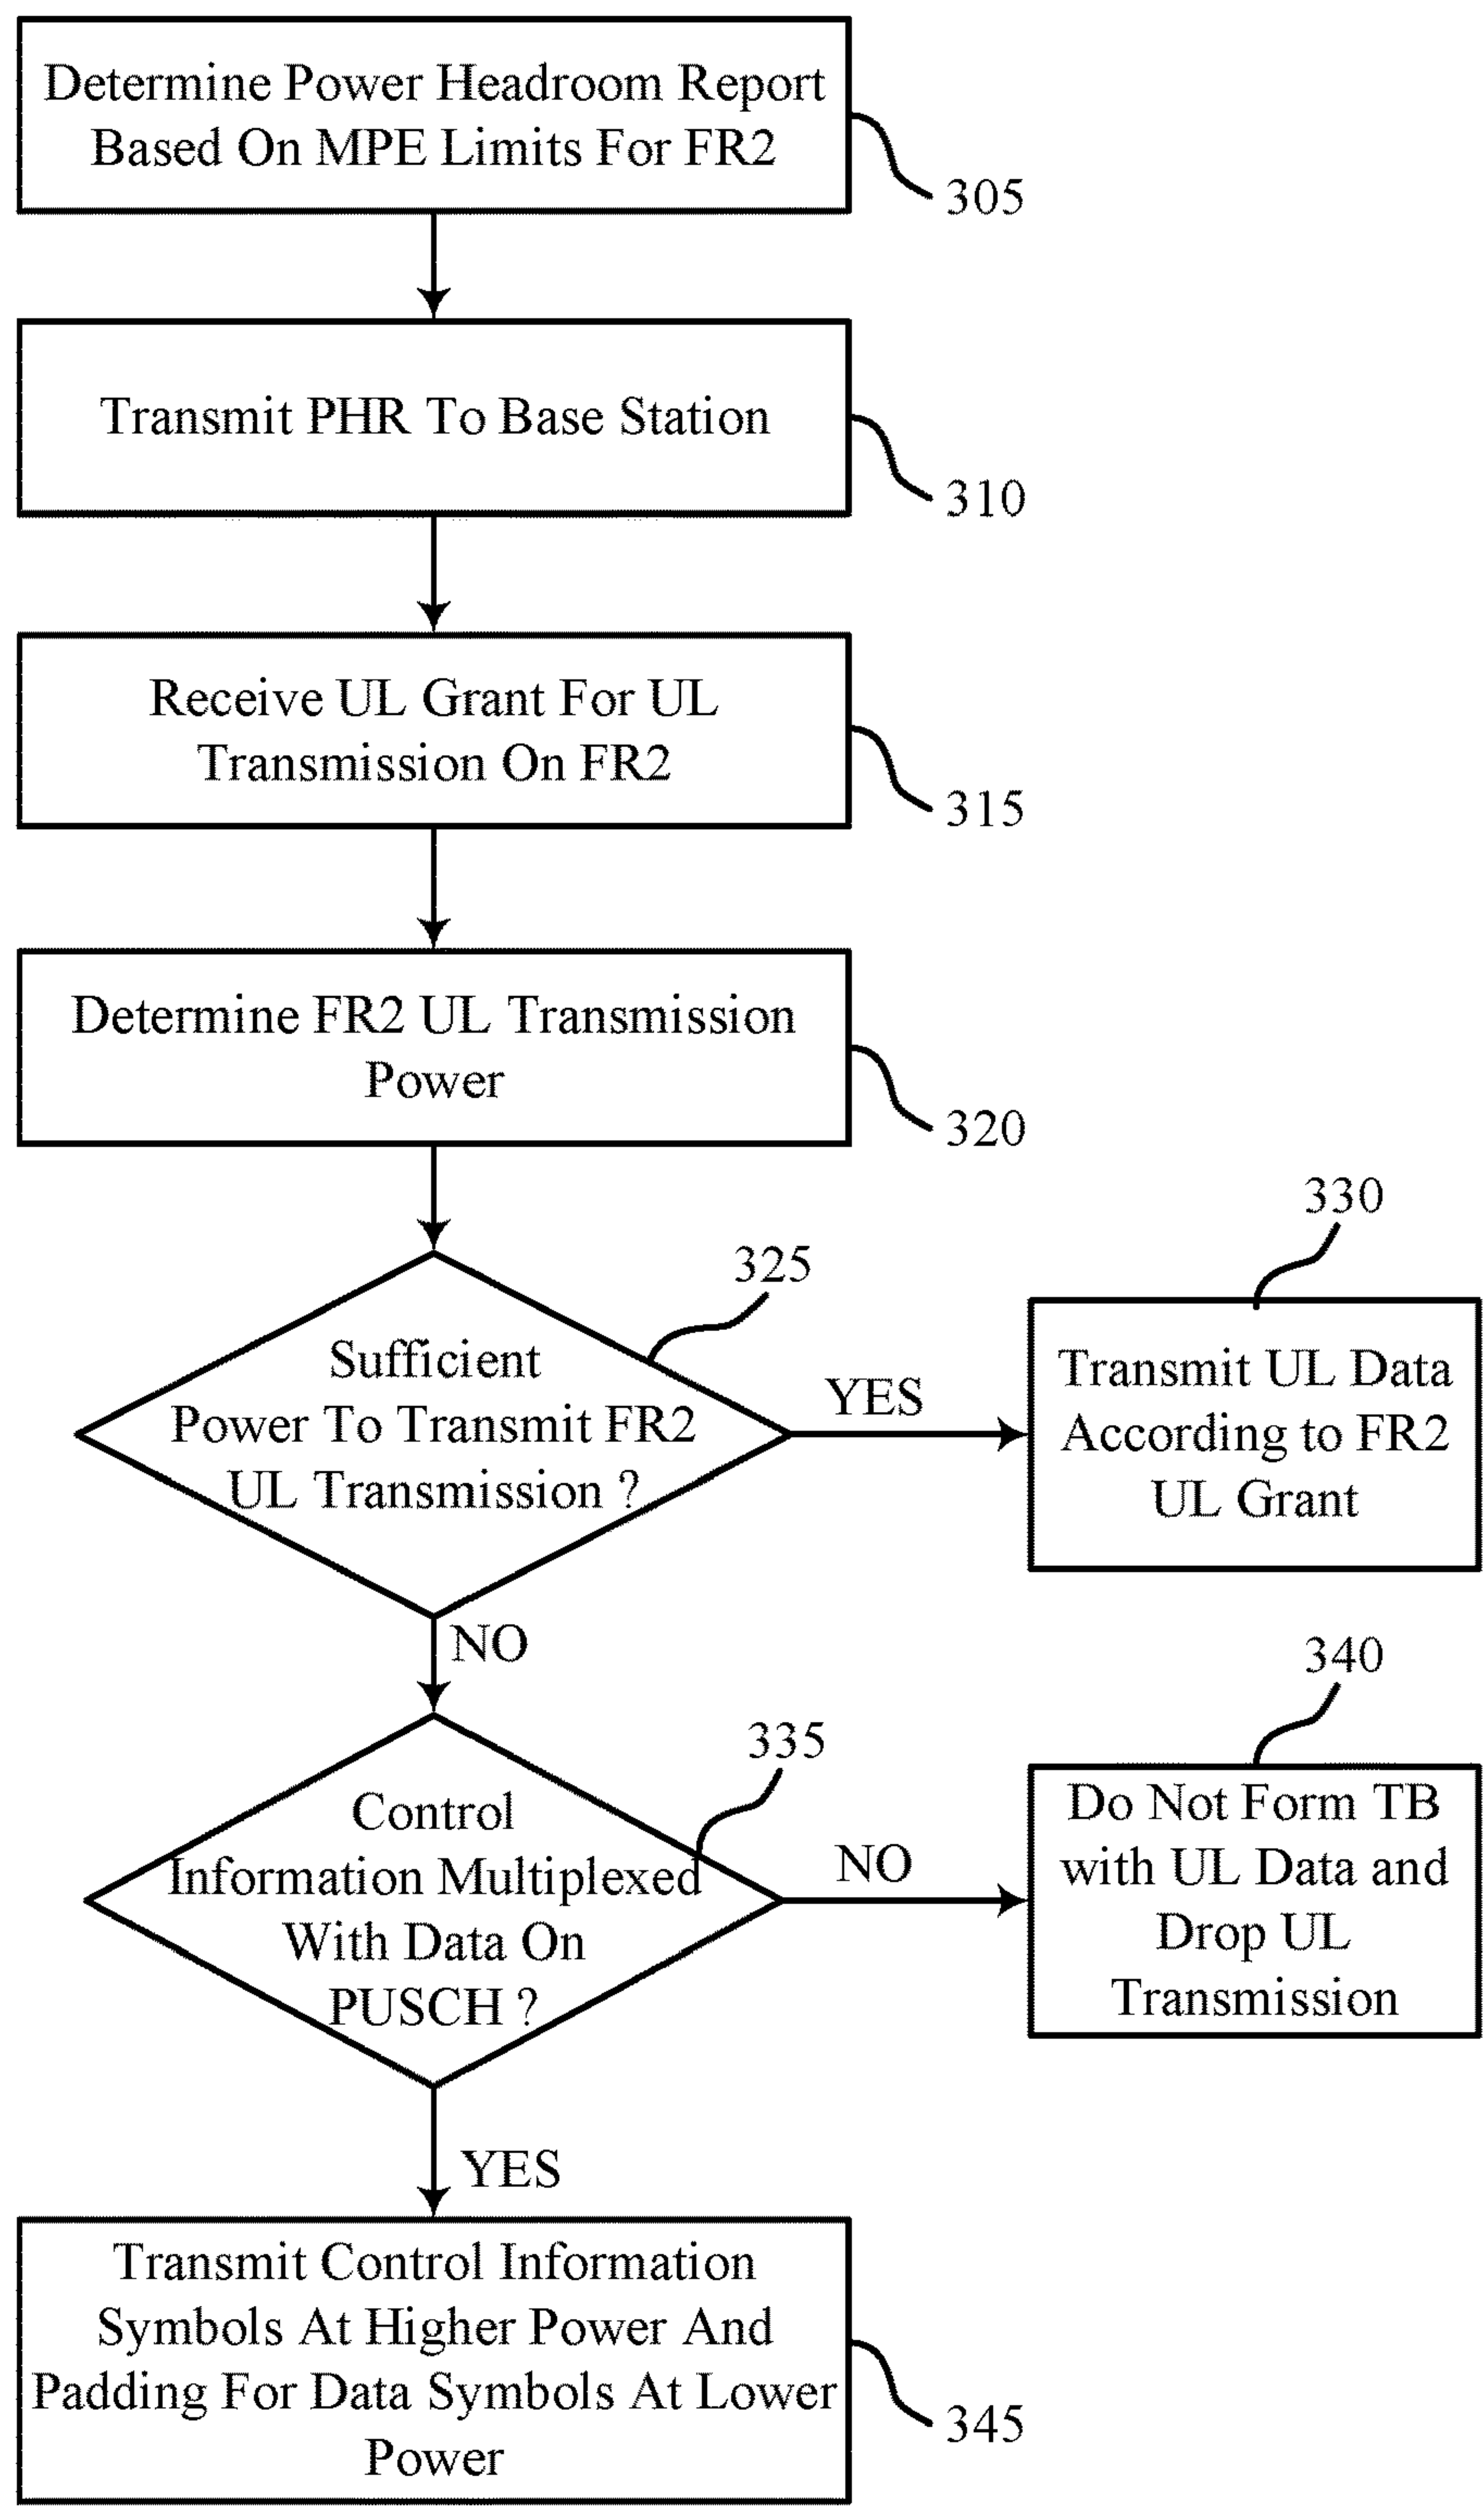 Determine Power Headroom Report
Based On MPE Limits For FR2
305
Transmit PHR To Base Station
310
Receive UL Grant For UL
Transmission On FR2
315
Determine FR2 UL Transmission
Power
320
325
Sufficient
Power To Transmit FR2
UL Transmission ?
YES
330
Transmit UL Data
According to FR2
UL Grant
NO
335
Control
Information Multiplexed
With Data On
PUSCH ?
NO
340
Do Not Form TB
with UL Data and
Drop UL
Transmission
YES
Transmit Control Information
Symbols At Higher Power And
Padding For Data Symbols At Lower
Power
345